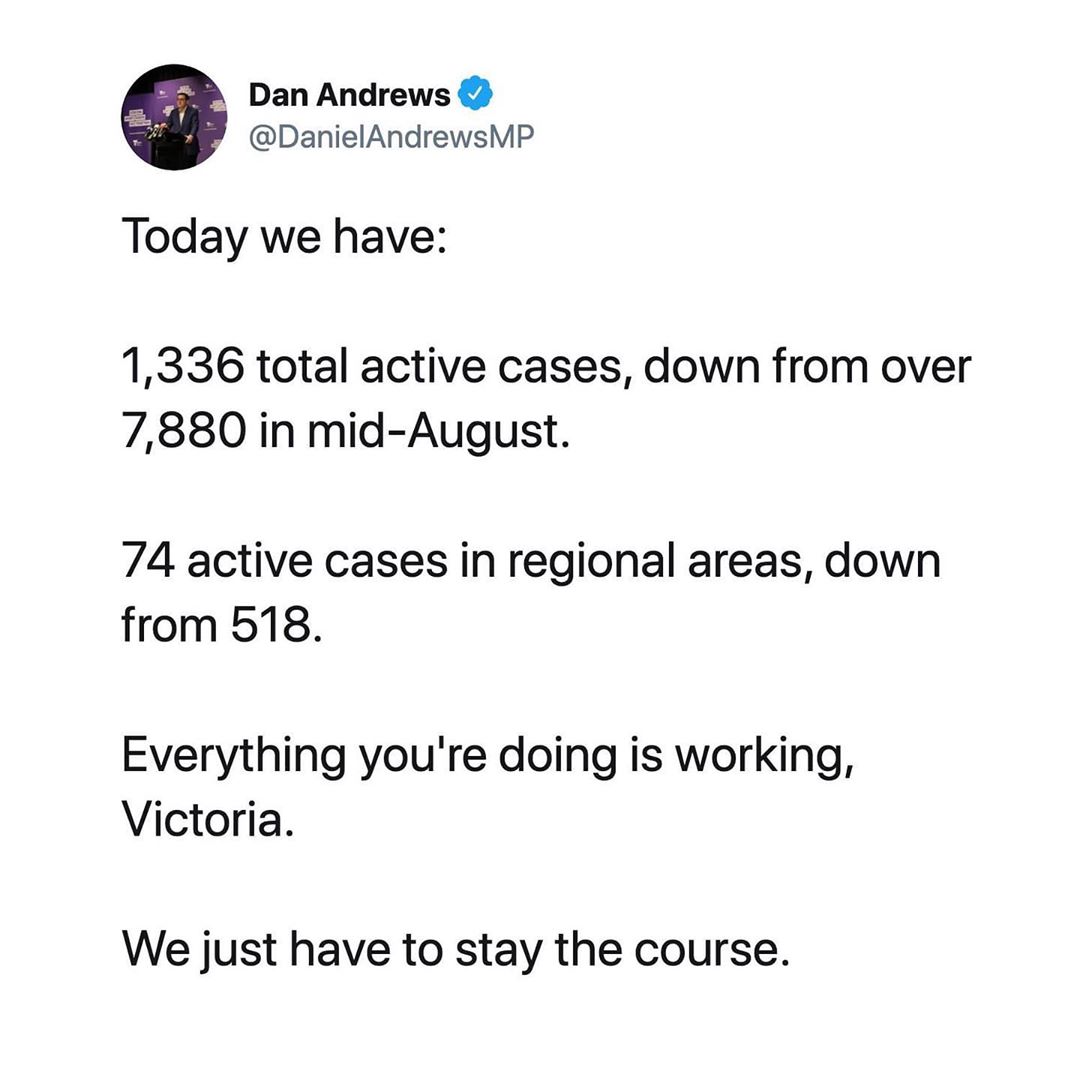 Dan Andrews
@DanielAndrewsMP
Today we have:
1,336 total active cases, down from over
7,880 in mid-August.
74 active cases in regional areas, down
from 518.
Everything you're doing is working,
Victoria.
We just have to stay the course.